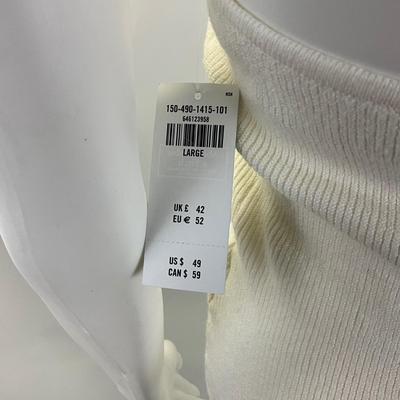 150-490-1415-101
646123958
LARGE
UK £ 42
EU € 52
US $ 49
CAN $ 59